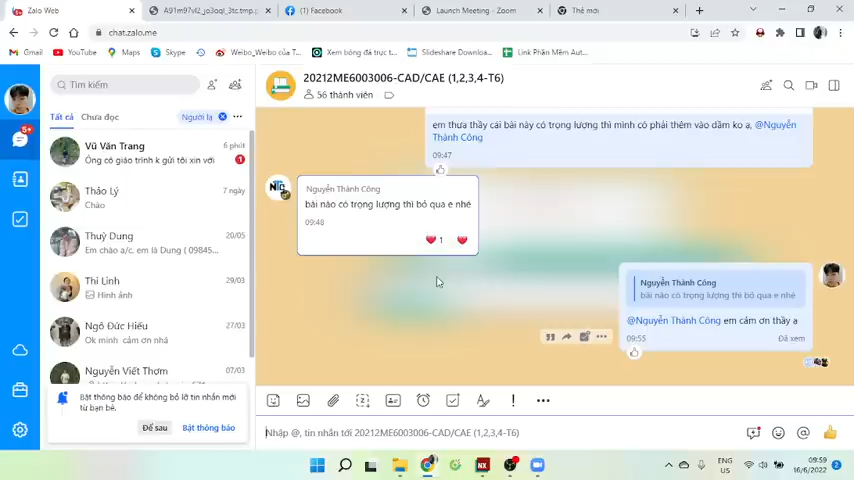 Zalo Web
A91m97vl2_jo3oqI_3tc.tmp.p
(1) Facebook
Launch Meeting - Zoom
Thẻ mới
chat.zalo.me
Gmail
YouTube
Maps
Skype
Weibo_Weibo của T...
Xem bóng đá trực t...
Slideshare Downloa...
Link Phần Mềm Aut...
Tìm kiếm
Tất cả
Chưa đọc
Người lạ
5+
Vũ Văn Trang
6 phút
Ông có giáo trình k gửi tôi xin với
1
Thảo Lý
7 ngày
Chào
Thuỳ Dung
20/05
Em chào a/c. em là Dung ( 09845...
Thi Linh
29/03
Hình ảnh
Ngô Đức Hiếu
27/03
Ok mình cảm ơn nhá
Nguyễn Viết Thơm
07/03
Bật thông báo để không bỏ lỡ tin nhắn mới
từ bạn bè.
Để sau
Bật thông báo
20212ME6003006-CAD/CAE (1,2,3,4-T6)
56 thành viên
em thưa thầy cái bài này có trọng lượng thì mình có phải thêm vào dầm ko ạ, @Nguyễn
Thành Công
09:47
NTC
Nguyễn Thành Công
bài nào có trọng lượng thì bỏ qua e nhé
09:48
1
Nguyễn Thành Công
bài nào có trọng lượng thì bỏ qua e nhé
@Nguyễn Thành Công em cảm ơn thầy ạ
09:55
Đã xem
Nhập @, tin nhắn tới 20212ME6003006-CAD/CAE (1,2,3,4-T6)
NX
ENG
US
09:59
16/6/2022
2